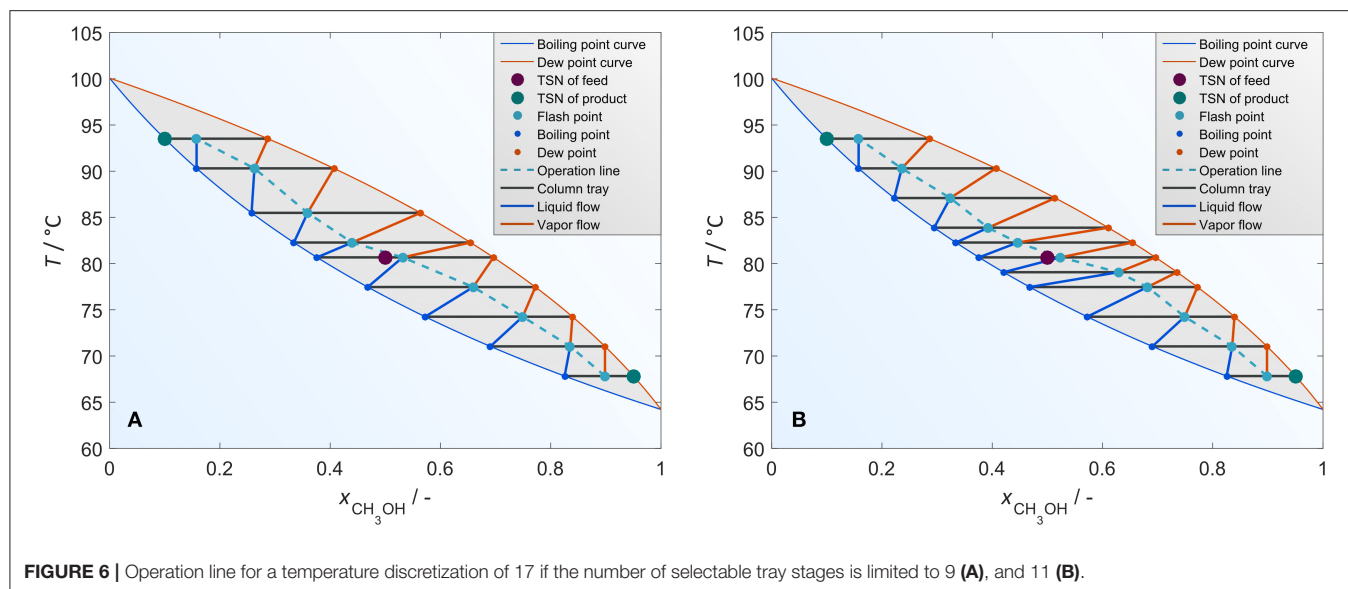 105
100
95
90
85
80
75
70
65
60
T / °C
0
0.2
0.4
0.6
0.8
1
x_CH3OH / -
A
Boiling point curve
Dew point curve
TSN of feed
TSN of product
Flash point
Boiling point
Dew point
Operation line
Column tray
Liquid flow
Vapor flow
105
100
95
90
85
80
75
70
65
60
T / °C
0
0.2
0.4
0.6
0.8
1
x_CH3OH / -
B
Boiling point curve
Dew point curve
TSN of feed
TSN of product
Flash point
Boiling point
Dew point
Operation line
Column tray
Liquid flow
Vapor flow
FIGURE 6 | Operation line for a temperature discretization of 17 if the number of selectable tray stages is limited to 9 (A), and 11 (B).